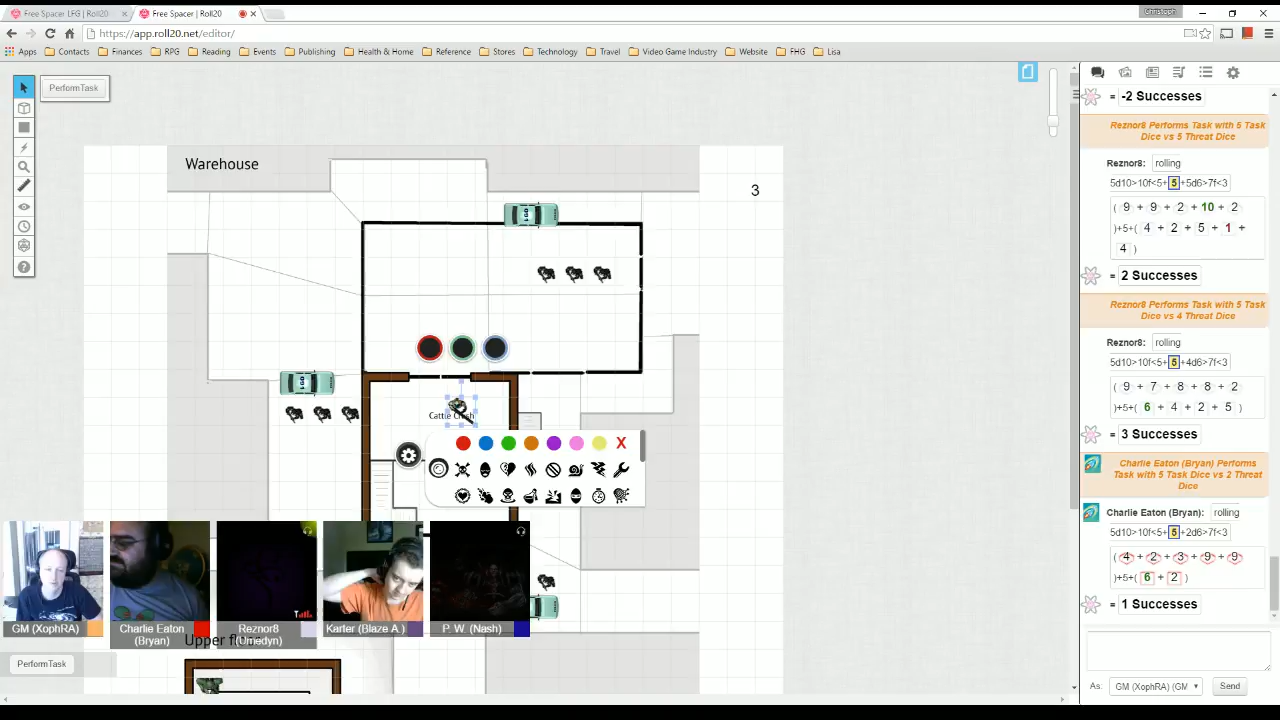 Free Spacer LFG | Roll20
Free Spacer | Roll20
Christoph
https://app.roll20.net/editor/
Apps
Contacts
Finances
RPG
Reading
Events
Publishing
Health & Home
Reference
Stores
Technology
Travel
Video Game Industry
Website
FHG
Lisa
PerformTask
Warehouse
3
GM (XophRA)
Charlie Eaton
(Bryan)
Reznor8
(Omedyn)
Karter (Blaze A.)
P. W. (Nash)
PerformTask
= -2 Successes
Reznor8 Performs Task with 5 Task
Dice vs 5 Threat Dice
Reznor8: rolling
5d10>10f<5+5+5d6>7f<3
( 9 + 9 + 2 + 10 + 2
)+5+( 4 + 2 + 5 + 1 +
4 )
= 2 Successes
Reznor8 Performs Task with 5 Task
Dice vs 4 Threat Dice
Reznor8: rolling
5d10>10f<5+5+4d6>7f<3
( 9 + 7 + 8 + 8 + 2
)+5+( 6 + 4 + 2 + 5 )
= 3 Successes
Charlie Eaton (Bryan) Performs
Task with 5 Task Dice vs 2 Threat
Dice
Charlie Eaton (Bryan): rolling
5d10>10f<5+5+2d6>7f<3
( 4 + 2 + 3 + 9 + 9
)+5+( 6 + 2 )
= 1 Successes
As: GM (XophRA) (GM
Send